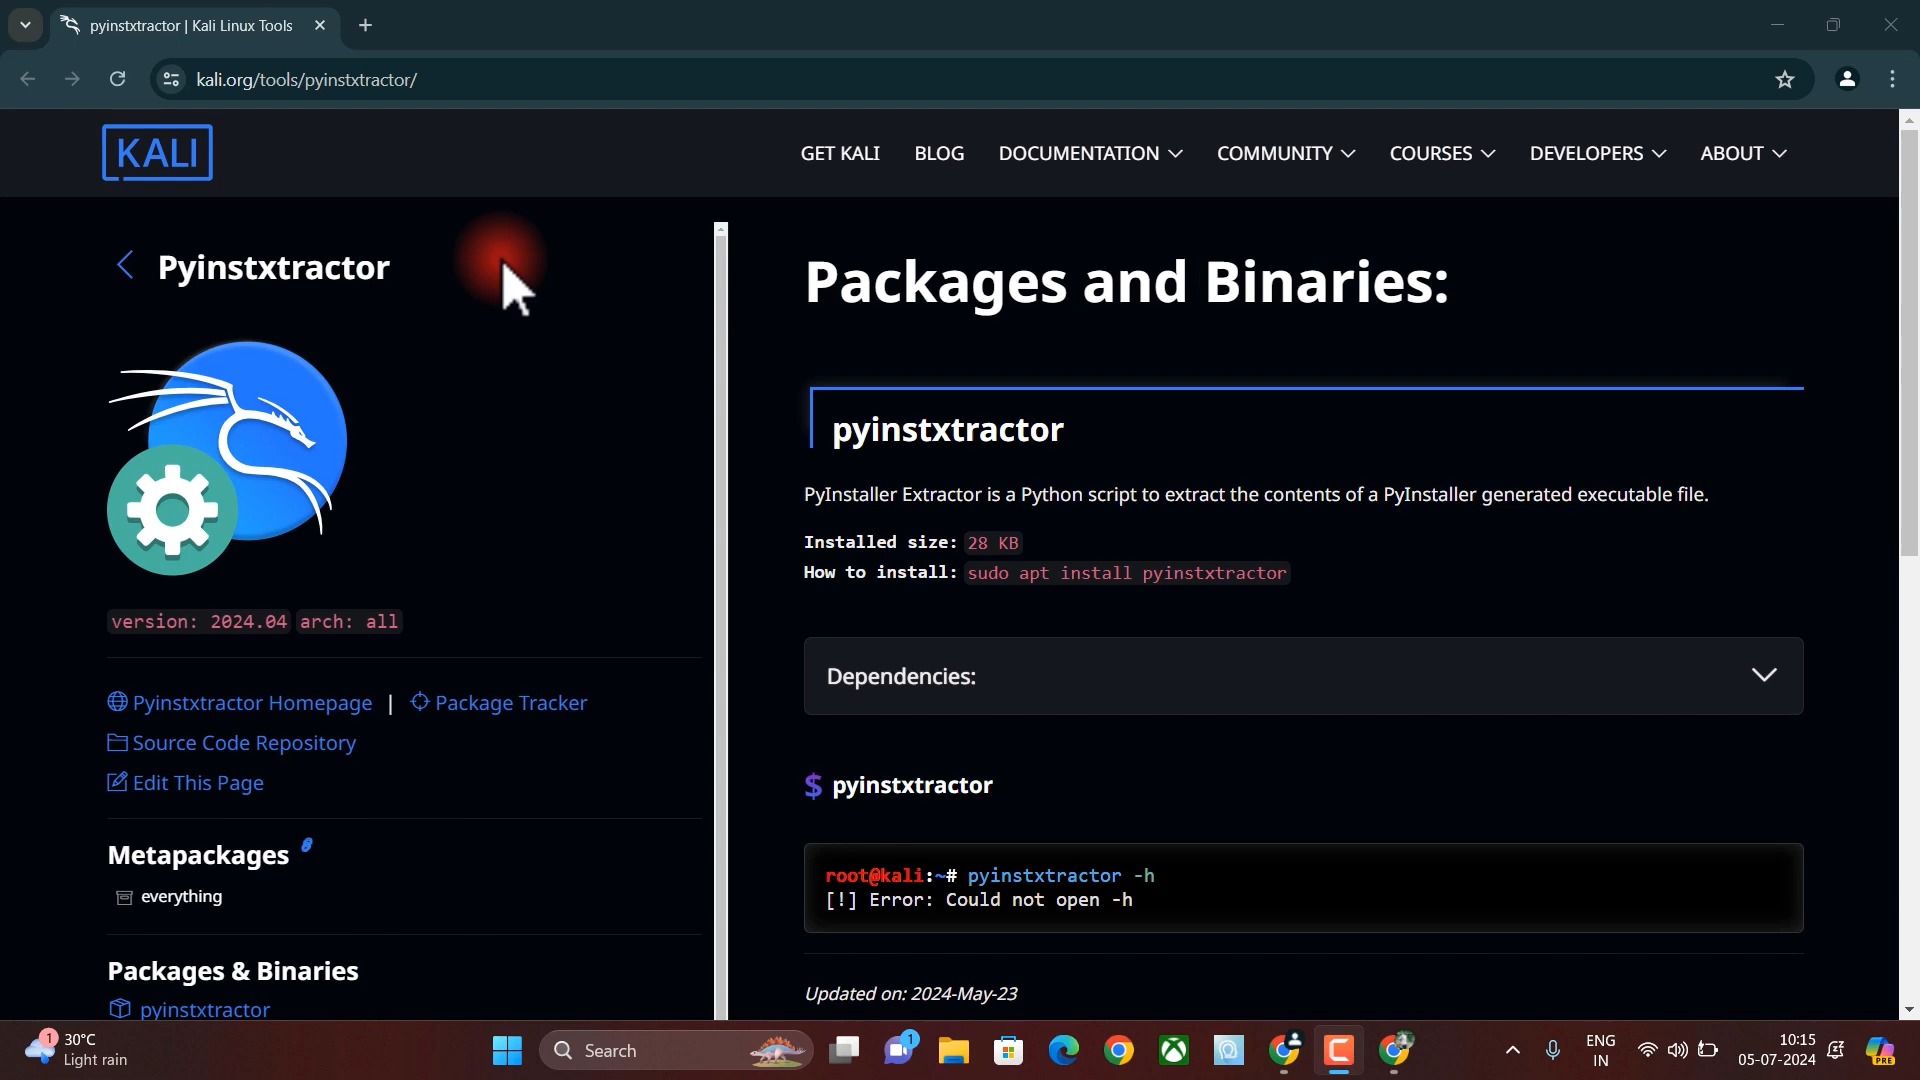 pyinstxtractor | Kali Linux Tools
kali.org/tools/pyinstxtractor/
KALI
GET KALI
BLOG
DOCUMENTATION
COMMUNITY
COURSES
DEVELOPERS
ABOUT
Pyinstxtractor
version: 2024.04 arch: all
Pyinstxtractor Homepage | Package Tracker
Source Code Repository
Edit This Page
Metapackages
everything
Packages & Binaries
pyinstxtractor
Packages and Binaries:
pyinstxtractor
PyInstaller Extractor is a Python script to extract the contents of a PyInstaller generated executable file.
Installed size: 28 KB
How to install: sudo apt install pyinstxtractor
Dependencies:
$ pyinstxtractor
root@kali:~# pyinstxtractor -h
[!] Error: Could not open -h
Updated on: 2024-May-23
1
30°C
Light rain
Search
1
ENG
IN
10:15
05-07-2024
PRE